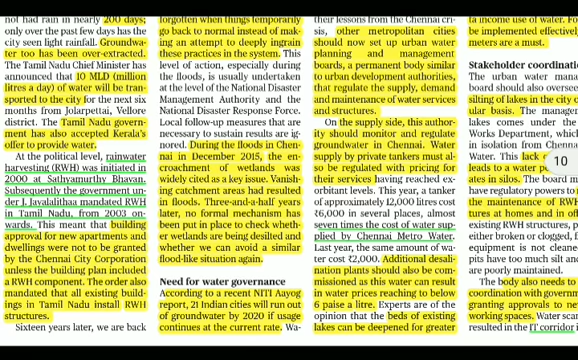 not had rain in nearly 200 days;
only over the past few days has the
city seen light rainfall. Groundwa-
ter too has been over-extracted.
The Tamil Nadu Chief Minister has
announced that 10 MLD (million
litres a day) of water will be tran-
sported to the city for the next six
months from Jolarpettai, Vellore
district. The Tamil Nadu govern-
ment has also accepted Kerala's
offer to provide water.
At the political level, rainwater
harvesting (RWH) was initiated in
2000 at Sathyamurthy Bhavan.
Subsequently the government un-
der J. Javalalithaa mandated RWH
in Tamil Nadu, from 2003 on-
wards. This meant that building
approval for new apartments and
dwellings were not to be granted
by the Chennai City Corporation
unless the building plan included
a RWH component. The order also
mandated that all existing build-
ings in Tamil Nadu install RWH
structures.
Sixteen years later, we are back
forgotten when things temporarily
go back to normal instead of mak-
ing an attempt to deeply ingrain
these practices in the system. This
level of action, especially during
the floods, is usually undertaken
at the level of the National Disaster
Management Authority and the
National Disaster Response Force.
Local follow-up measures that are
necessary to sustain results are ig-
nored. During the floods in Chen-
nai in December 2015, the en-
croachment of wetlands was
widely cited as a key issue. Vanish-
ing catchment areas had resulted
in floods. Three-and-a-half years
later, no formal mechanism has
been put in place to check wheth-
er wetlands are being desilted and
whether we can avoid a similar
flood-like situation again.
Need for water governance
According to a recent NITI Aayog
report, 21 Indian cities will run out
of groundwater by 2020 if usage
continues at the current rate. Wa-
their lessons from the Chennai cri-
sis, other metropolitan cities
should now set up urban water
planning and management
boards, a permanent body similar
to urban development authorities,
that regulate the supply, demand
and maintenance of water services
and structures.
On the supply side, this author-
ity should monitor and regulate
groundwater in Chennai. Water
supply by private tankers must al-
so be regulated with pricing for
their services having reached ex-
orbitant levels. This year, a tanker
of approximately 12,000 litres cost
₹6,000 in several places, almost
seven times the cost of water sup-
plied by Chennai Metro Water.
Last year, the same amount of wa-
ter cost ₹2,000. Additional desali-
nation plants should also be com-
missioned as this water can result
in water prices reaching to below
6 paise a litre. Experts are of the
opinion that the beds of existing
lakes can be deepened for greater
ta income use of water. Fo
be implemented effectively
meters are a must.
Stakeholder coordinatio
The urban water mana
board should also oversee
silting of lakes in the city o
ular basis. The manager
lakes comes under the
Works Department, which
in isolation from Chenna
Water. This lack
leads to a water
ates in silos. The board m
have regulatory powers to
the maintenance of RWH
tures at homes and in off
existing RWH structures, p
either broken or clogged, f
equipment is not cleane
pits have too much silt an
are poorly maintained.
The body also needs to
coordination with governm
granting approvals to new
working spaces. Water scar
resulted in the IT corridor i
10